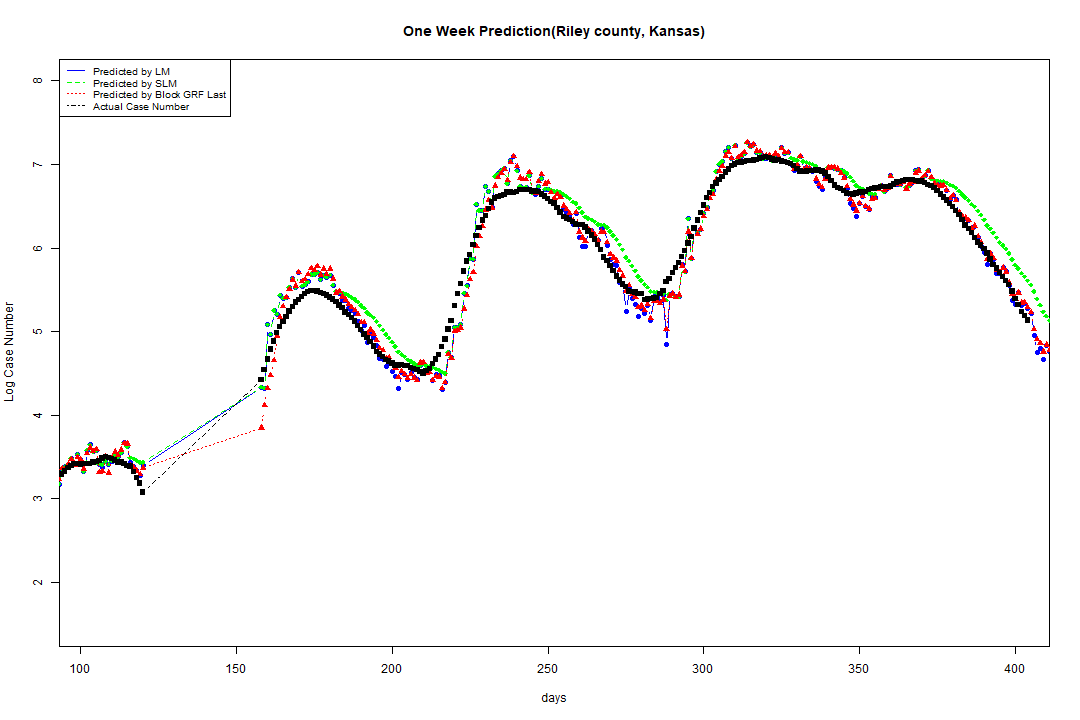 One Week Prediction(Riley county, Kansas)
Predicted by LM
Predicted by SLM
Predicted by Block GRF Last
Actual Case Number
Log Case Number
8
7
6
5
4
3
2
100 150 200 250 300 350 400
days